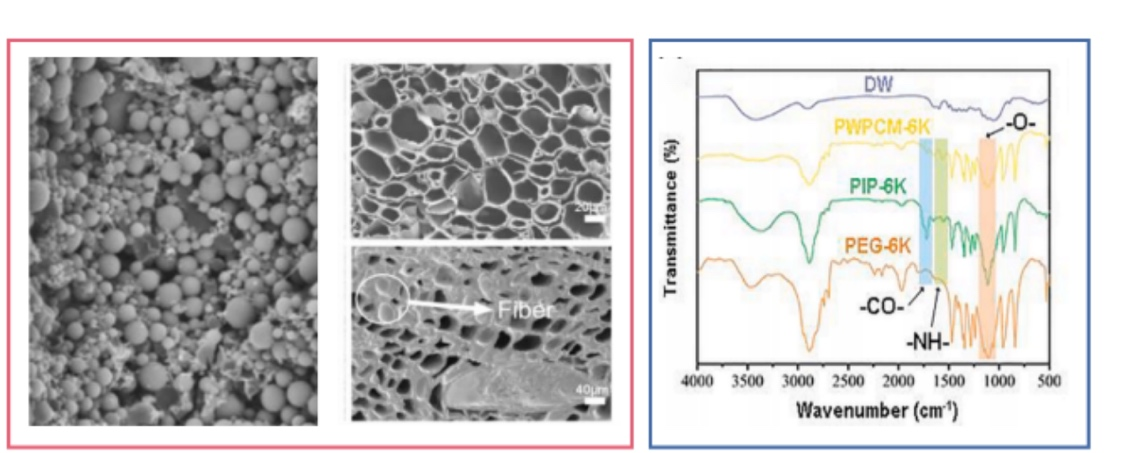 20μm
Fiber
40μm
DW
PWPCM-6K
-O-
PIP-6K
PEG-6K
-CO-
-NH-
Transmittance (%)
4000 3500 3000 2500 2000 1500 1000 500
Wavenumber (cm⁻¹)